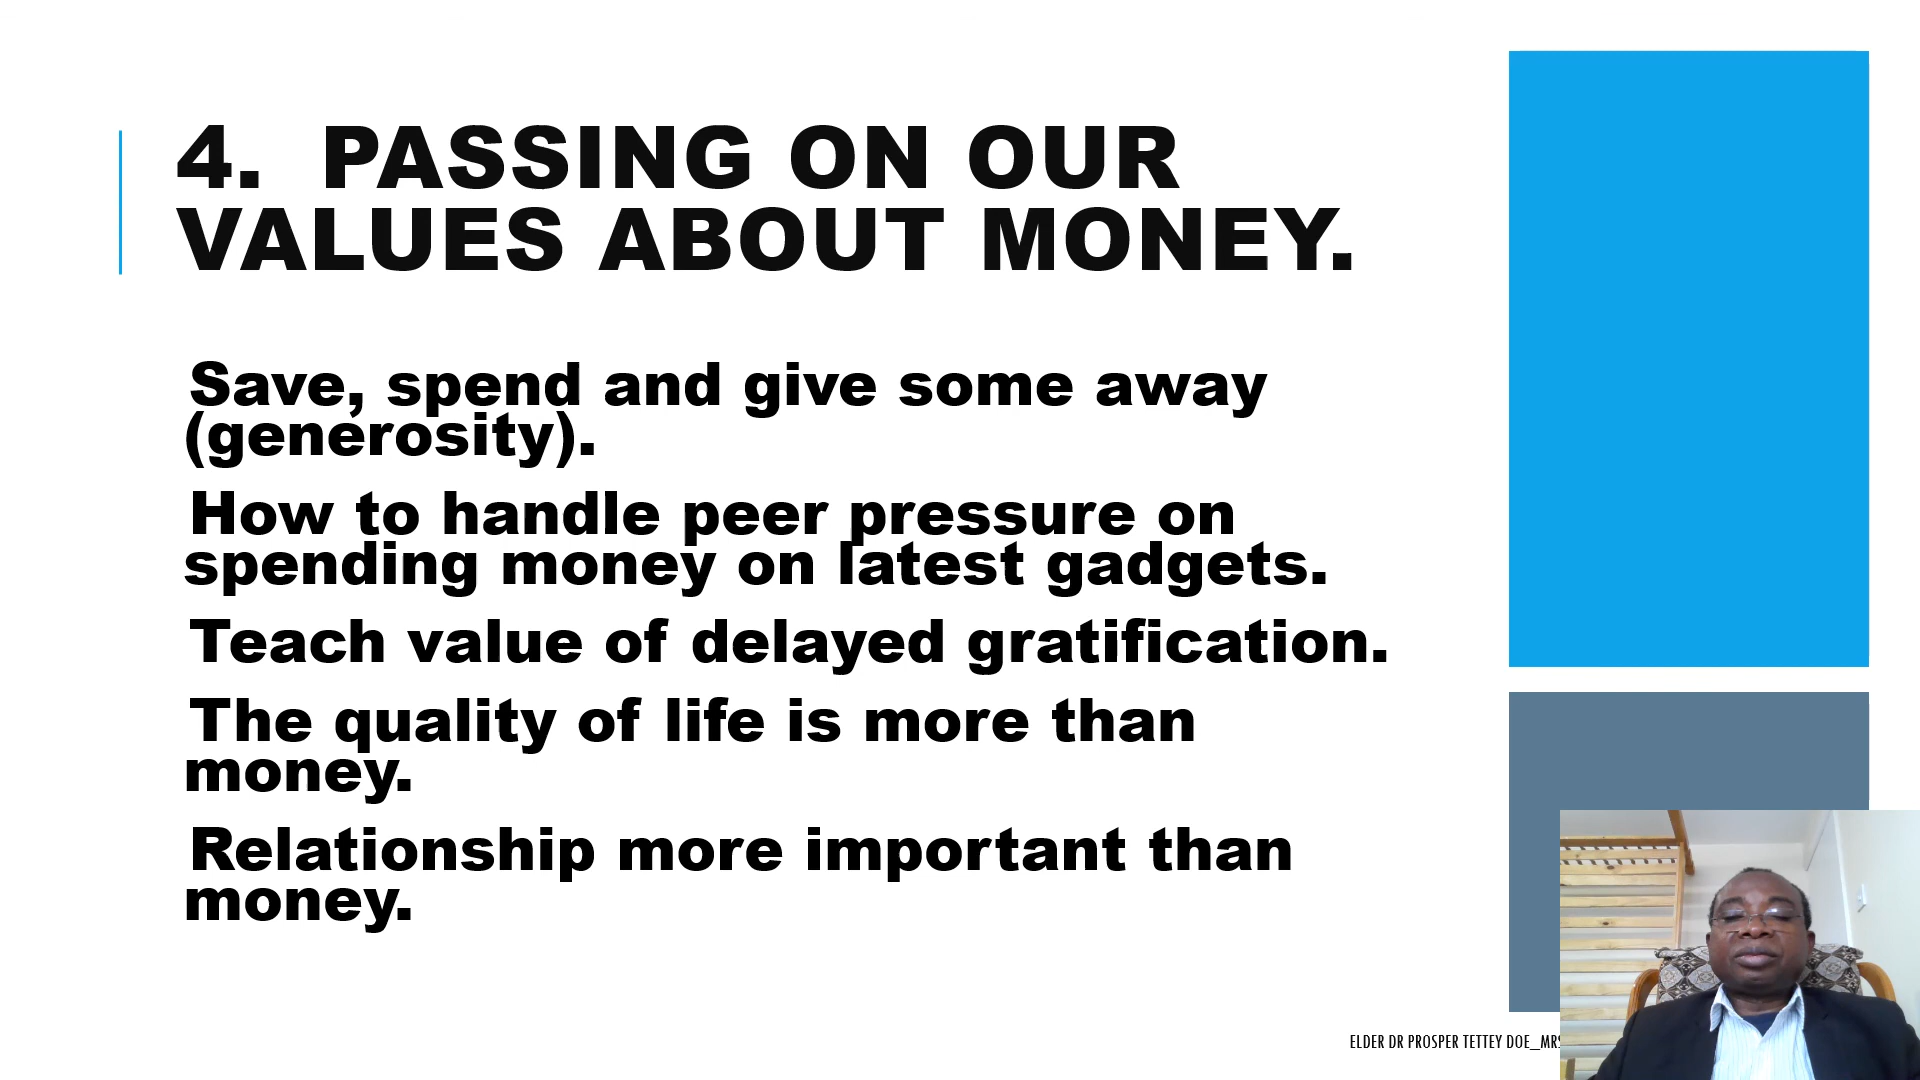 4. PASSING ON OUR
VALUES ABOUT MONEY.
Save, spend and give some away
(generosity).
How to handle peer pressure on
spending money on latest gadgets.
Teach value of delayed gratification.
The quality of life is more than
money.
Relationship more important than
money.
ELDER DR PROSPER TETTEY DOE_MRS